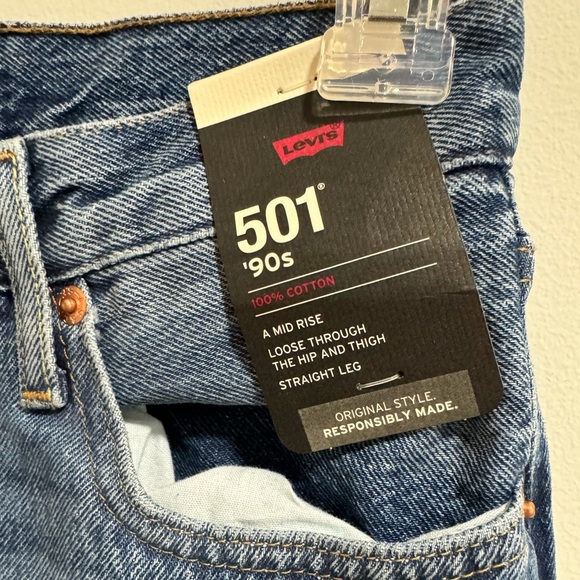 Levi's®
501®
'90s
100% COTTON
A MID RISE
LOOSE THROUGH
THE HIP AND THIGH
STRAIGHT LEG
ORIGINAL STYLE.
RESPONSIBLY MADE.